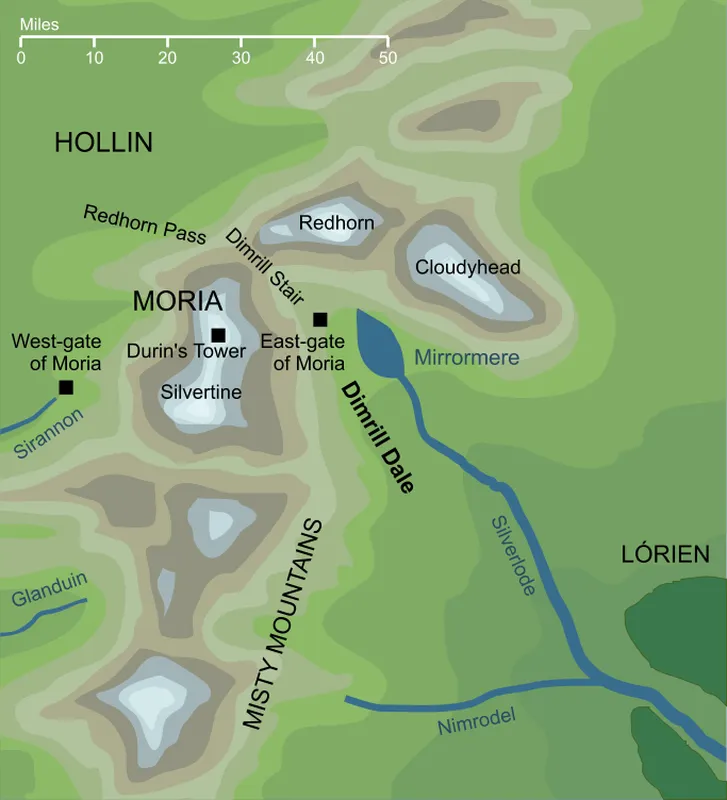 Miles
0 10 20 30 40 50
HOLLIN
Redhorn Pass
Redhorn
Dimrill Stair
Cloudyhead
MORIA
West-gate
of Moria
Durin's Tower
East-gate
of Moria
Mirrormere
Silvertine
Sirannon
Dimrill Dale
Silverlode
LÓRIEN
Glanduin
MISTY MOUNTAINS
Nimrodel